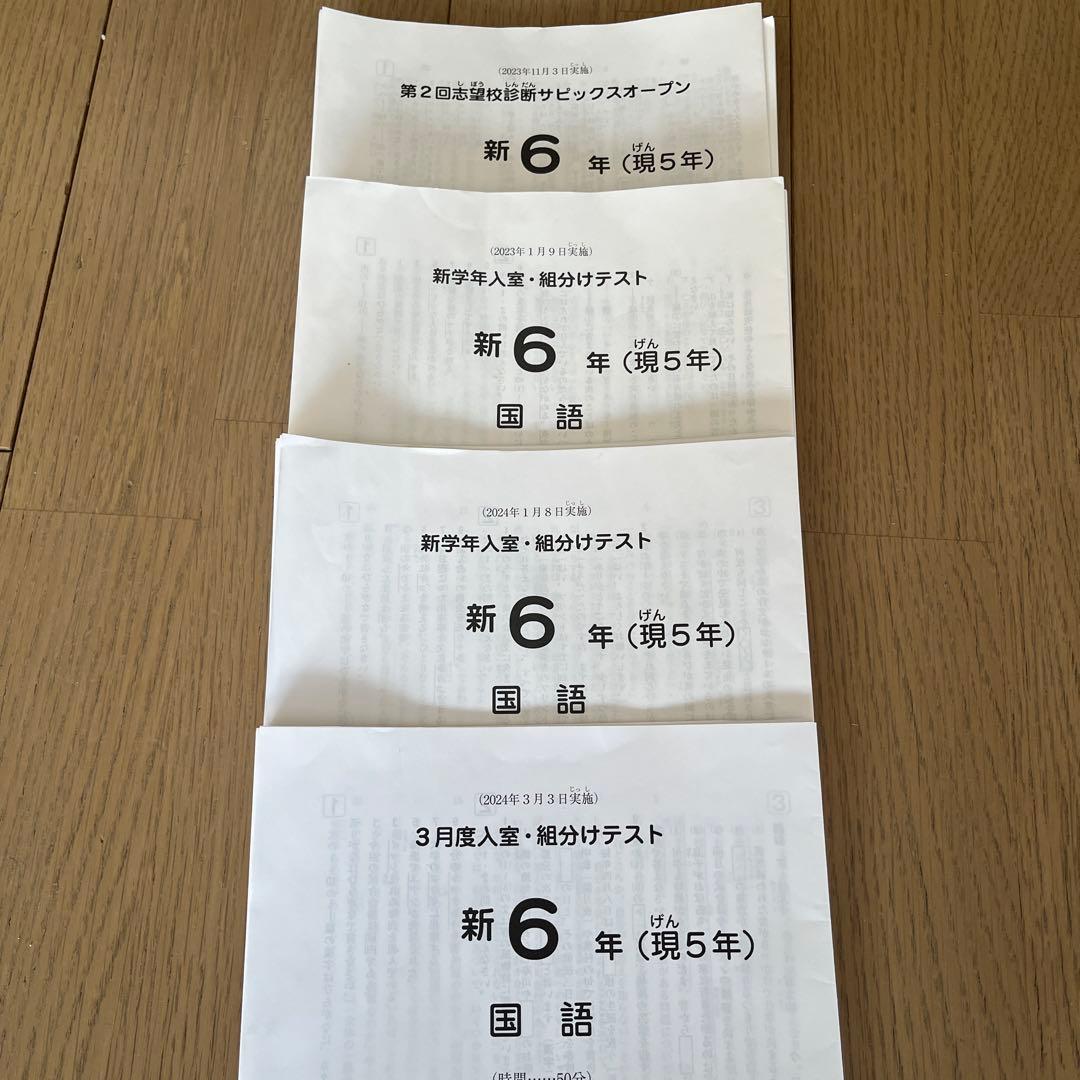 (2023年11月3日実施)
第2回志望校診断サピックスオープン
新6年(現5年)
(2023年1月9日実施)
新学年入室・組分けテスト
新6年(現5年)
国語
(2024年1月8日実施)
新学年入室・組分けテスト
新6年(現5年)
国語
(2024年3月3日実施)
3月度入室・組分けテスト
新6年(現5年)
国語
(時間……50分)